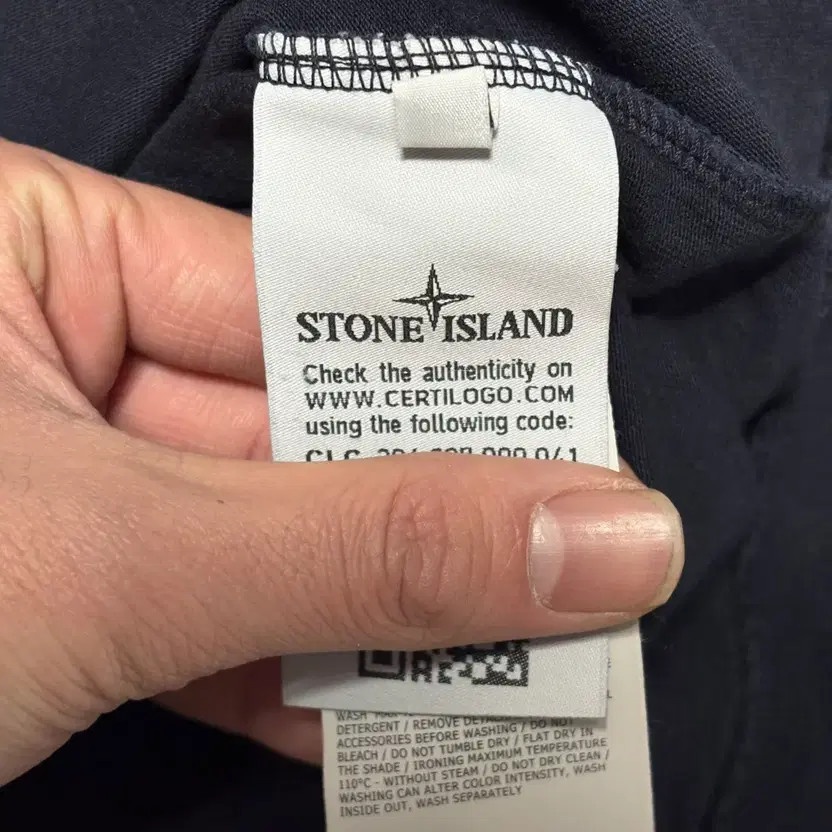 STONE ISLAND
Check the authenticity on
WWW.CERTILOGO.COM
using the following code:
CLG
WASH
DETERGENT / REMOVE
ACCESSORIES BEFORE WASHING / DO NOT
BLEACH / DO NOT TUMBLE DRY / FLAT DRY IN
THE SHADE / IRONING MAXIMUM TEMPERATURE
110°C - WITHOUT STEAM / DO NOT DRY CLEAN /
WASHING CAN ALTER COLOR INTENSITY, WASH
INSIDE OUT, WASH SEPARATELY